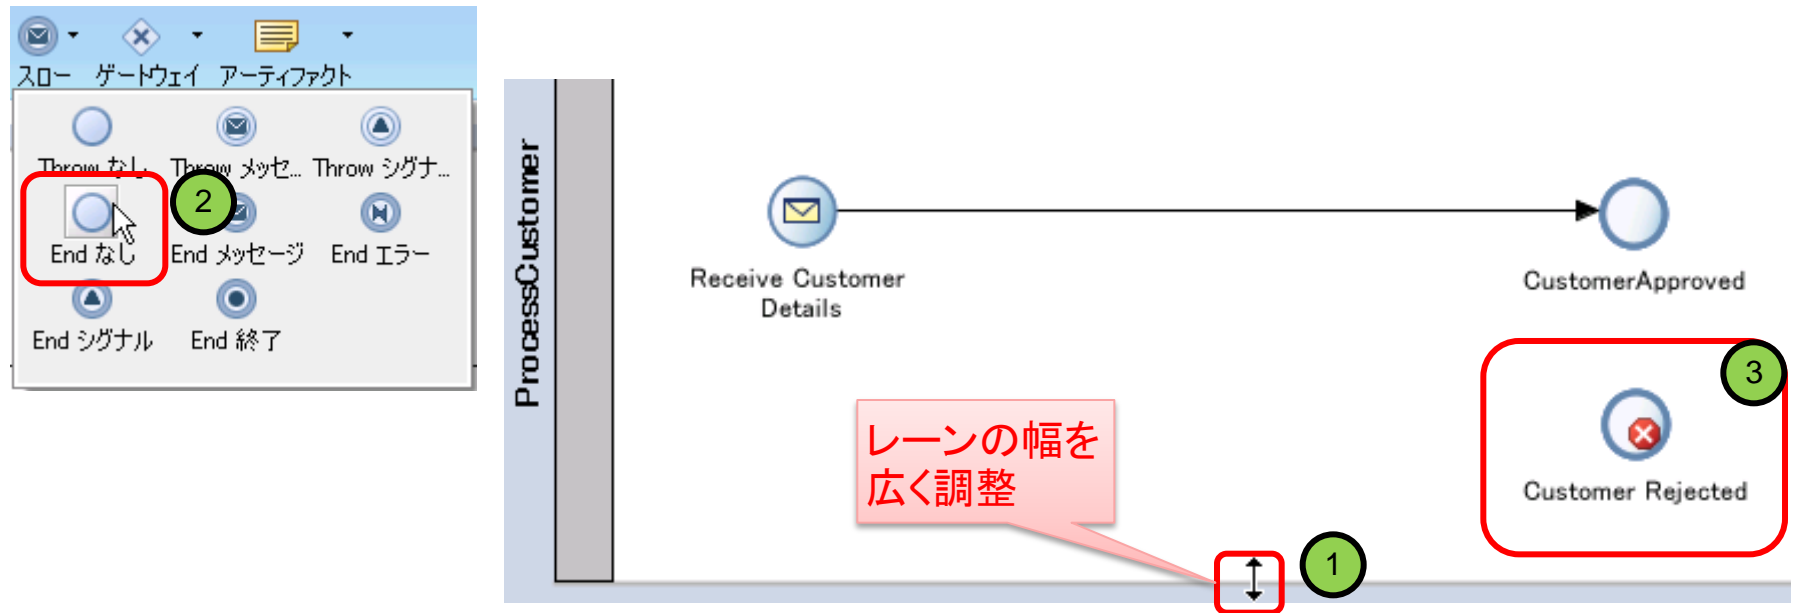 スロー ゲートウェイ アーティファクト
Throw なし Throw メッセ... Throw シグナ...
End なし End メッセージ End エラー
2
End シグナル End 終了
ProcessCustomer
Receive Customer
Details
CustomerApproved
3
Customer Rejected
レーンの幅を
広く調整
1